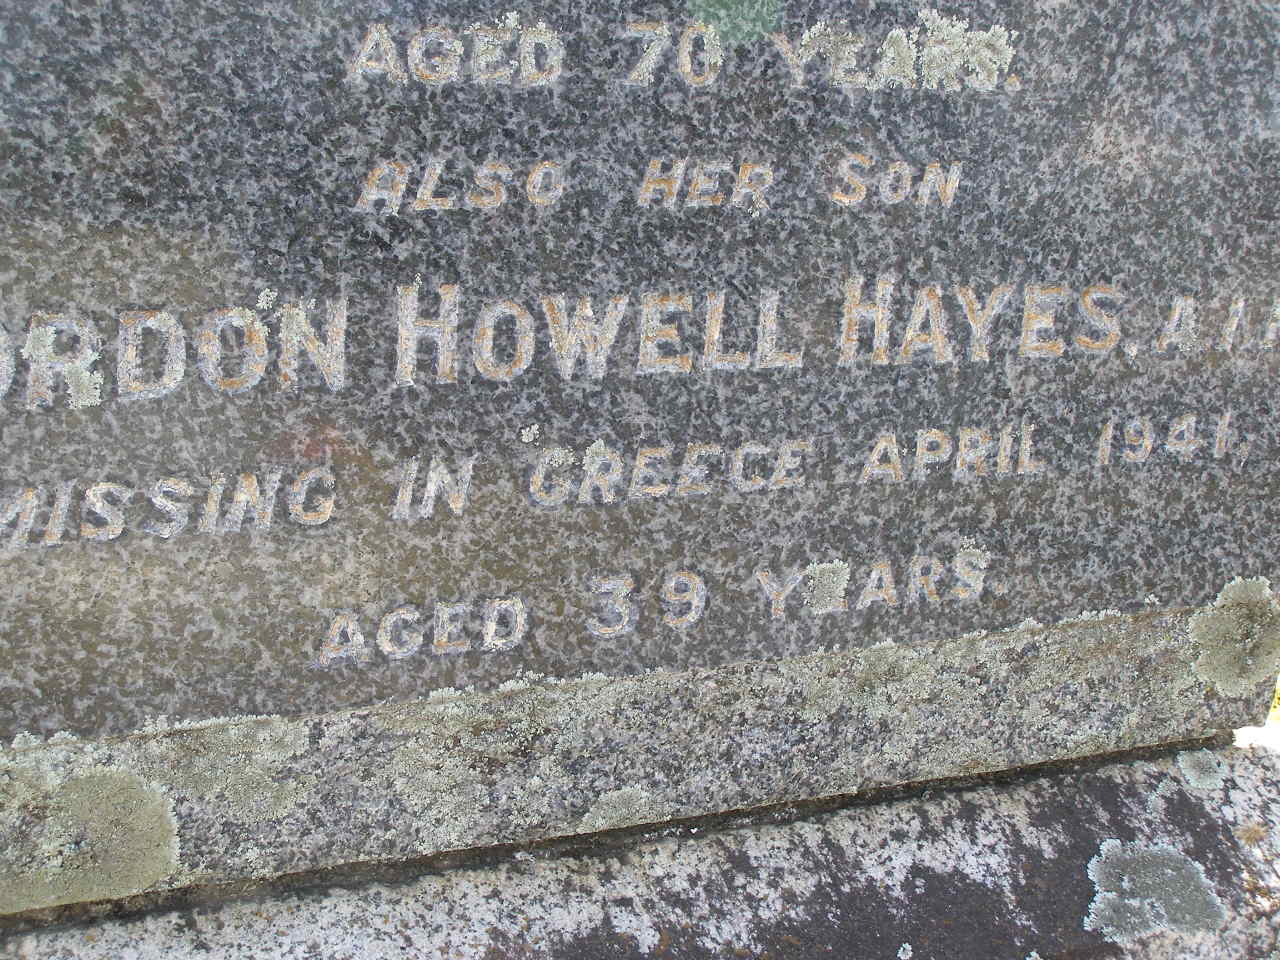 AGED 70 YEARS.
ALSO HER SON
ORDON HOWELL HAYES, A.I.F.
MISSING IN GREECE APRIL 1941.
AGED 39 YEARS.